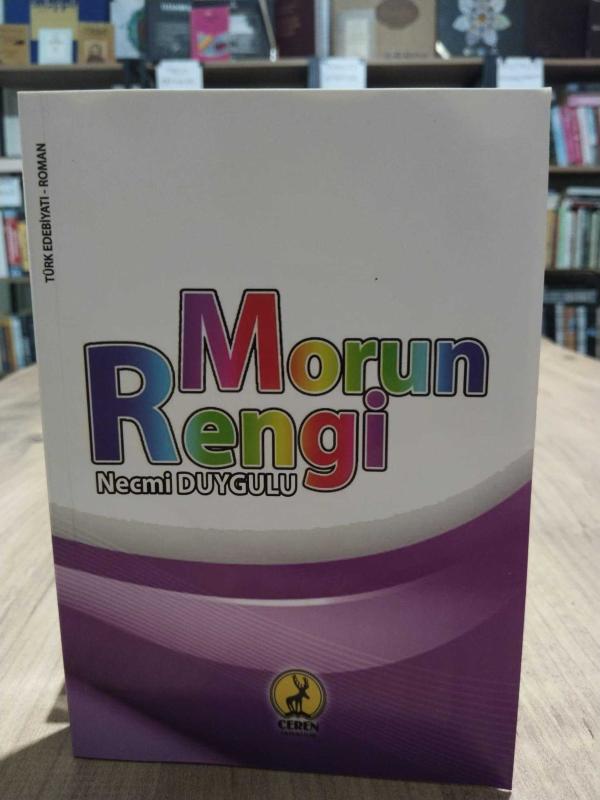 TÜRK EDEBİYATI - ROMAN
Morun
Rengi
Necmi DUYGULU
CEREN